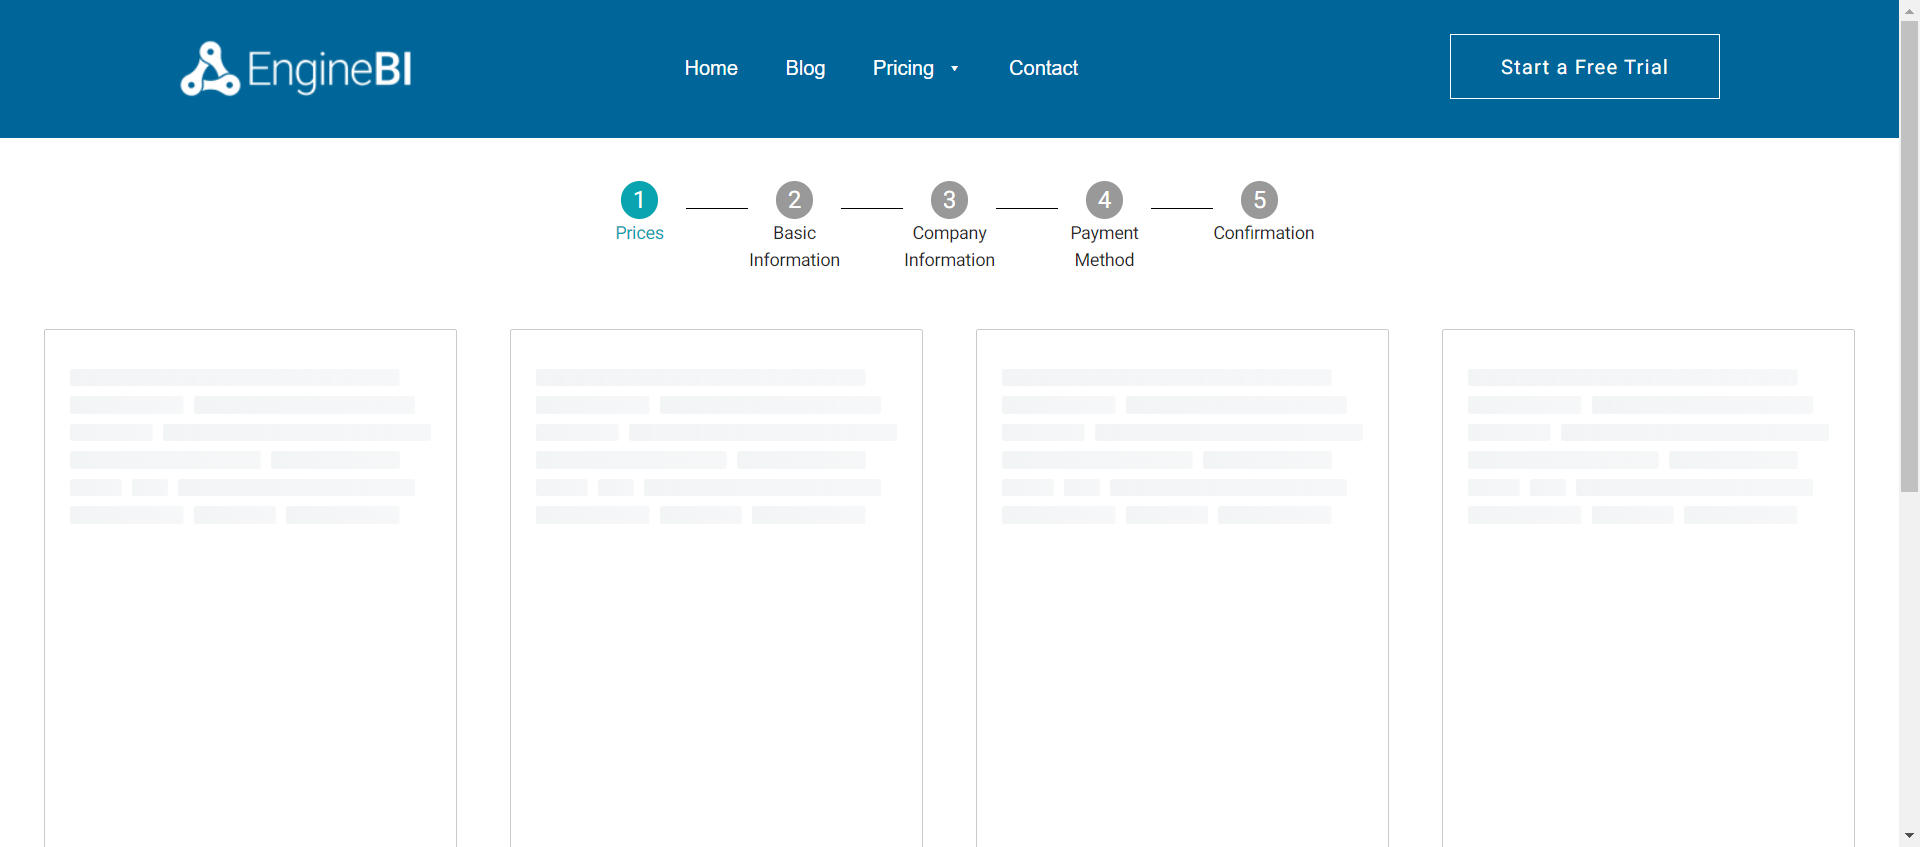 EngineBI
Home Blog Pricing Contact
Start a Free Trial
1 2 3 4 5
Prices
Basic
Information
Company
Information
Payment
Method
Confirmation